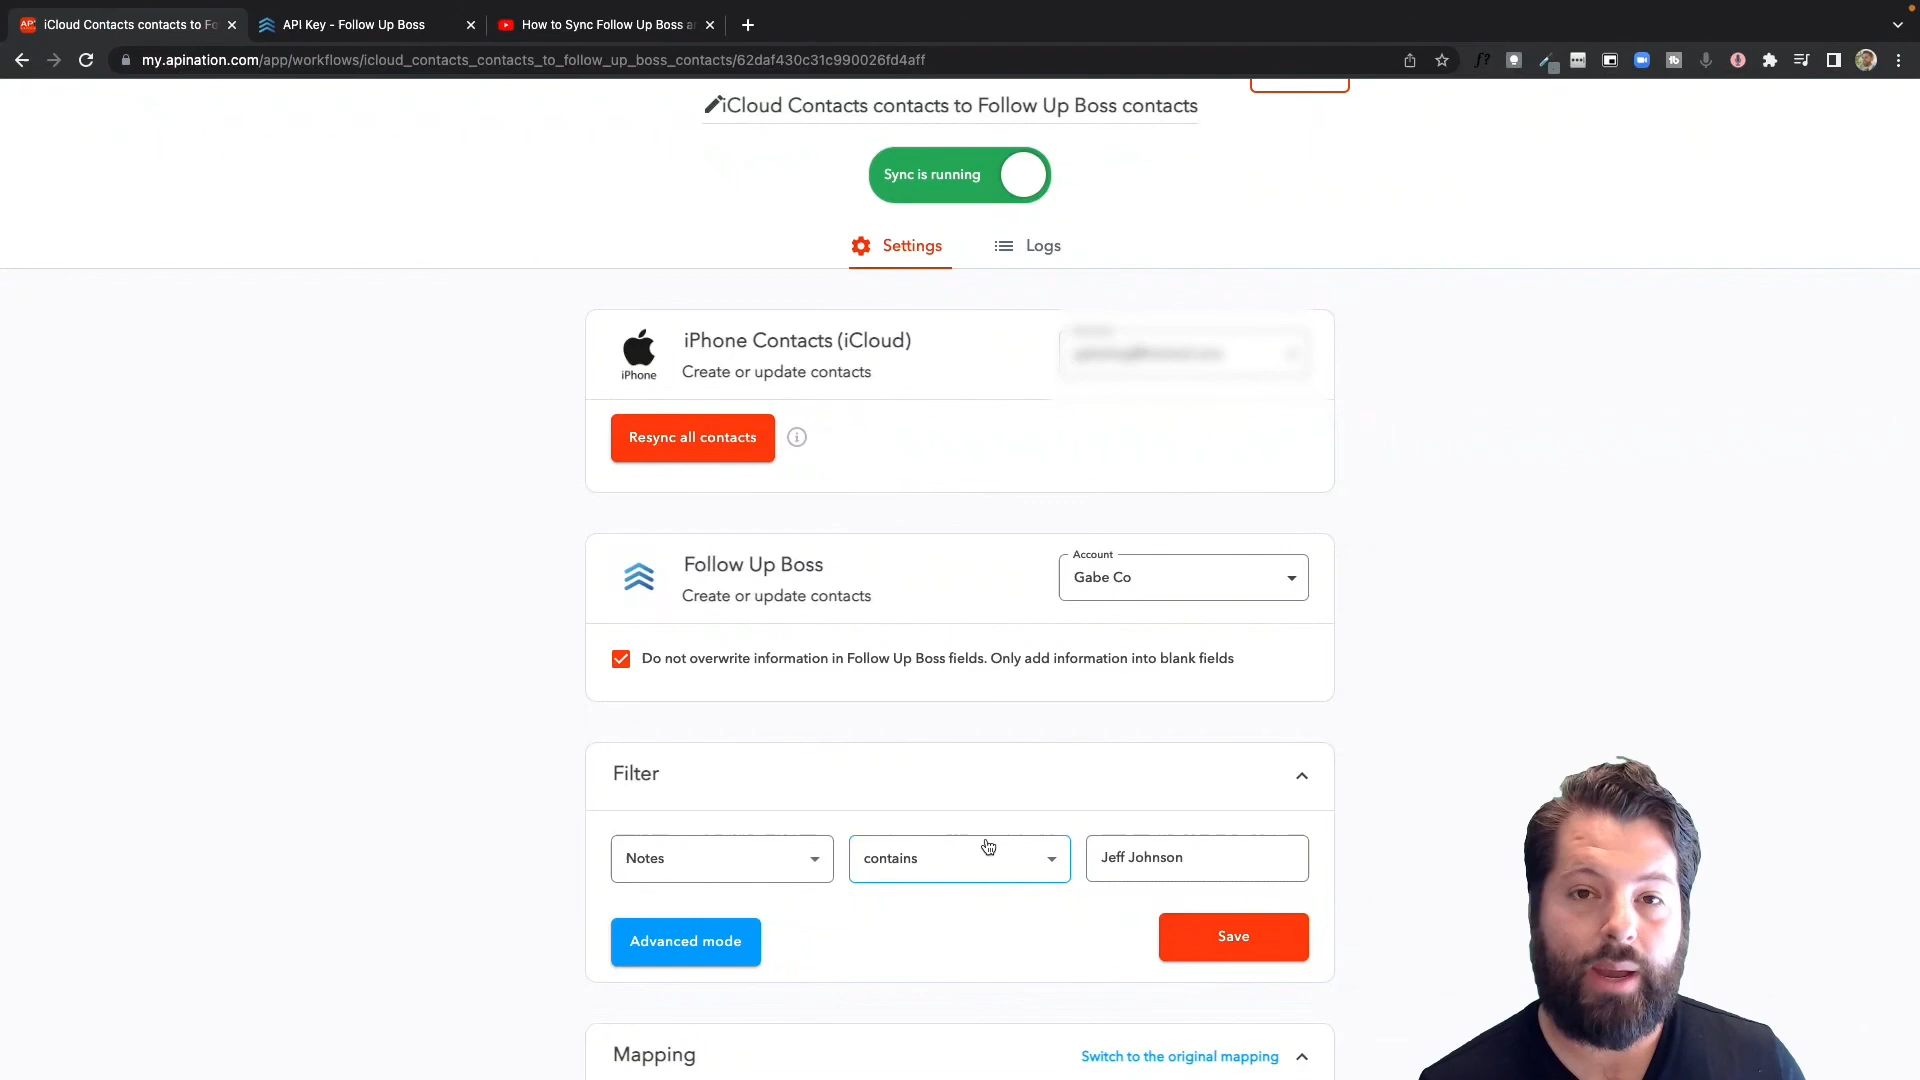 iCloud Contacts contacts to Fo
API Key - Follow Up Boss
How to Sync Follow Up Boss a
my.apination.com/app/workflows/icloud_contacts_contacts_to_follow_up_boss_contacts/62daf430c31c990026fd4aff
iCloud Contacts contacts to Follow Up Boss contacts
Sync is running
Settings
Logs
iPhone
iPhone Contacts (iCloud)
Create or update contacts
Resync all contacts
Follow Up Boss
Create or update contacts
Account
Gabe Co
Do not overwrite information in Follow Up Boss fields. Only add information into blank fields
Filter
Notes
contains
Jeff Johnson
Advanced mode
Save
Mapping
Switch to the original mapping